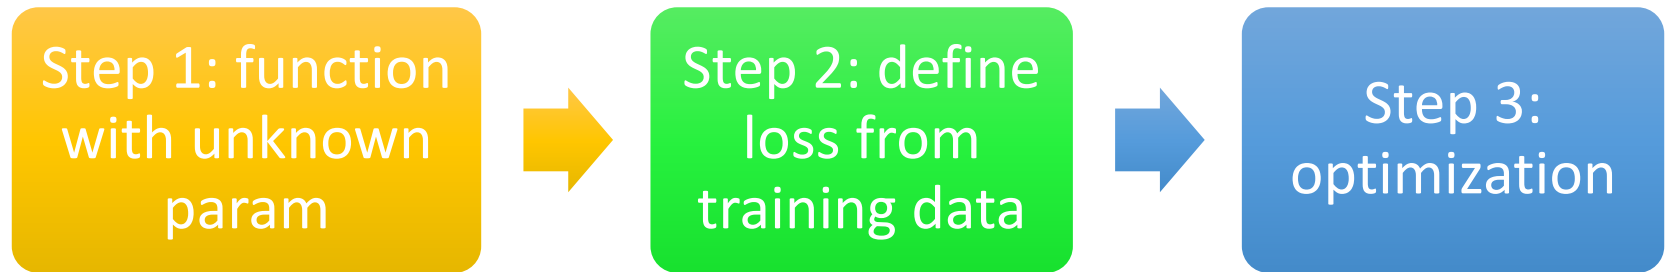 Step 1: function
with unknown
param
Step 2: define
loss from
training data
Step 3:
optimization